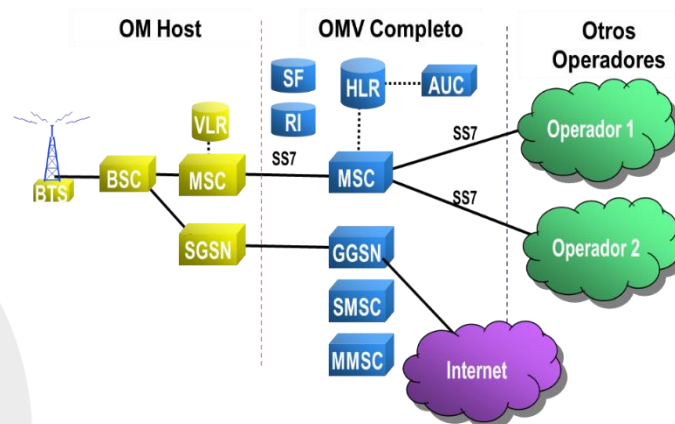 OM Host
OMV Completo
Otros
Operadores
SF
HLR
AUC
RI
VLR
BTS
BSC
MSC
SS7
MSC
SS7
SS7
Operador 1
Operador 2
SGSN
GGSN
SMSC
MMSC
Internet